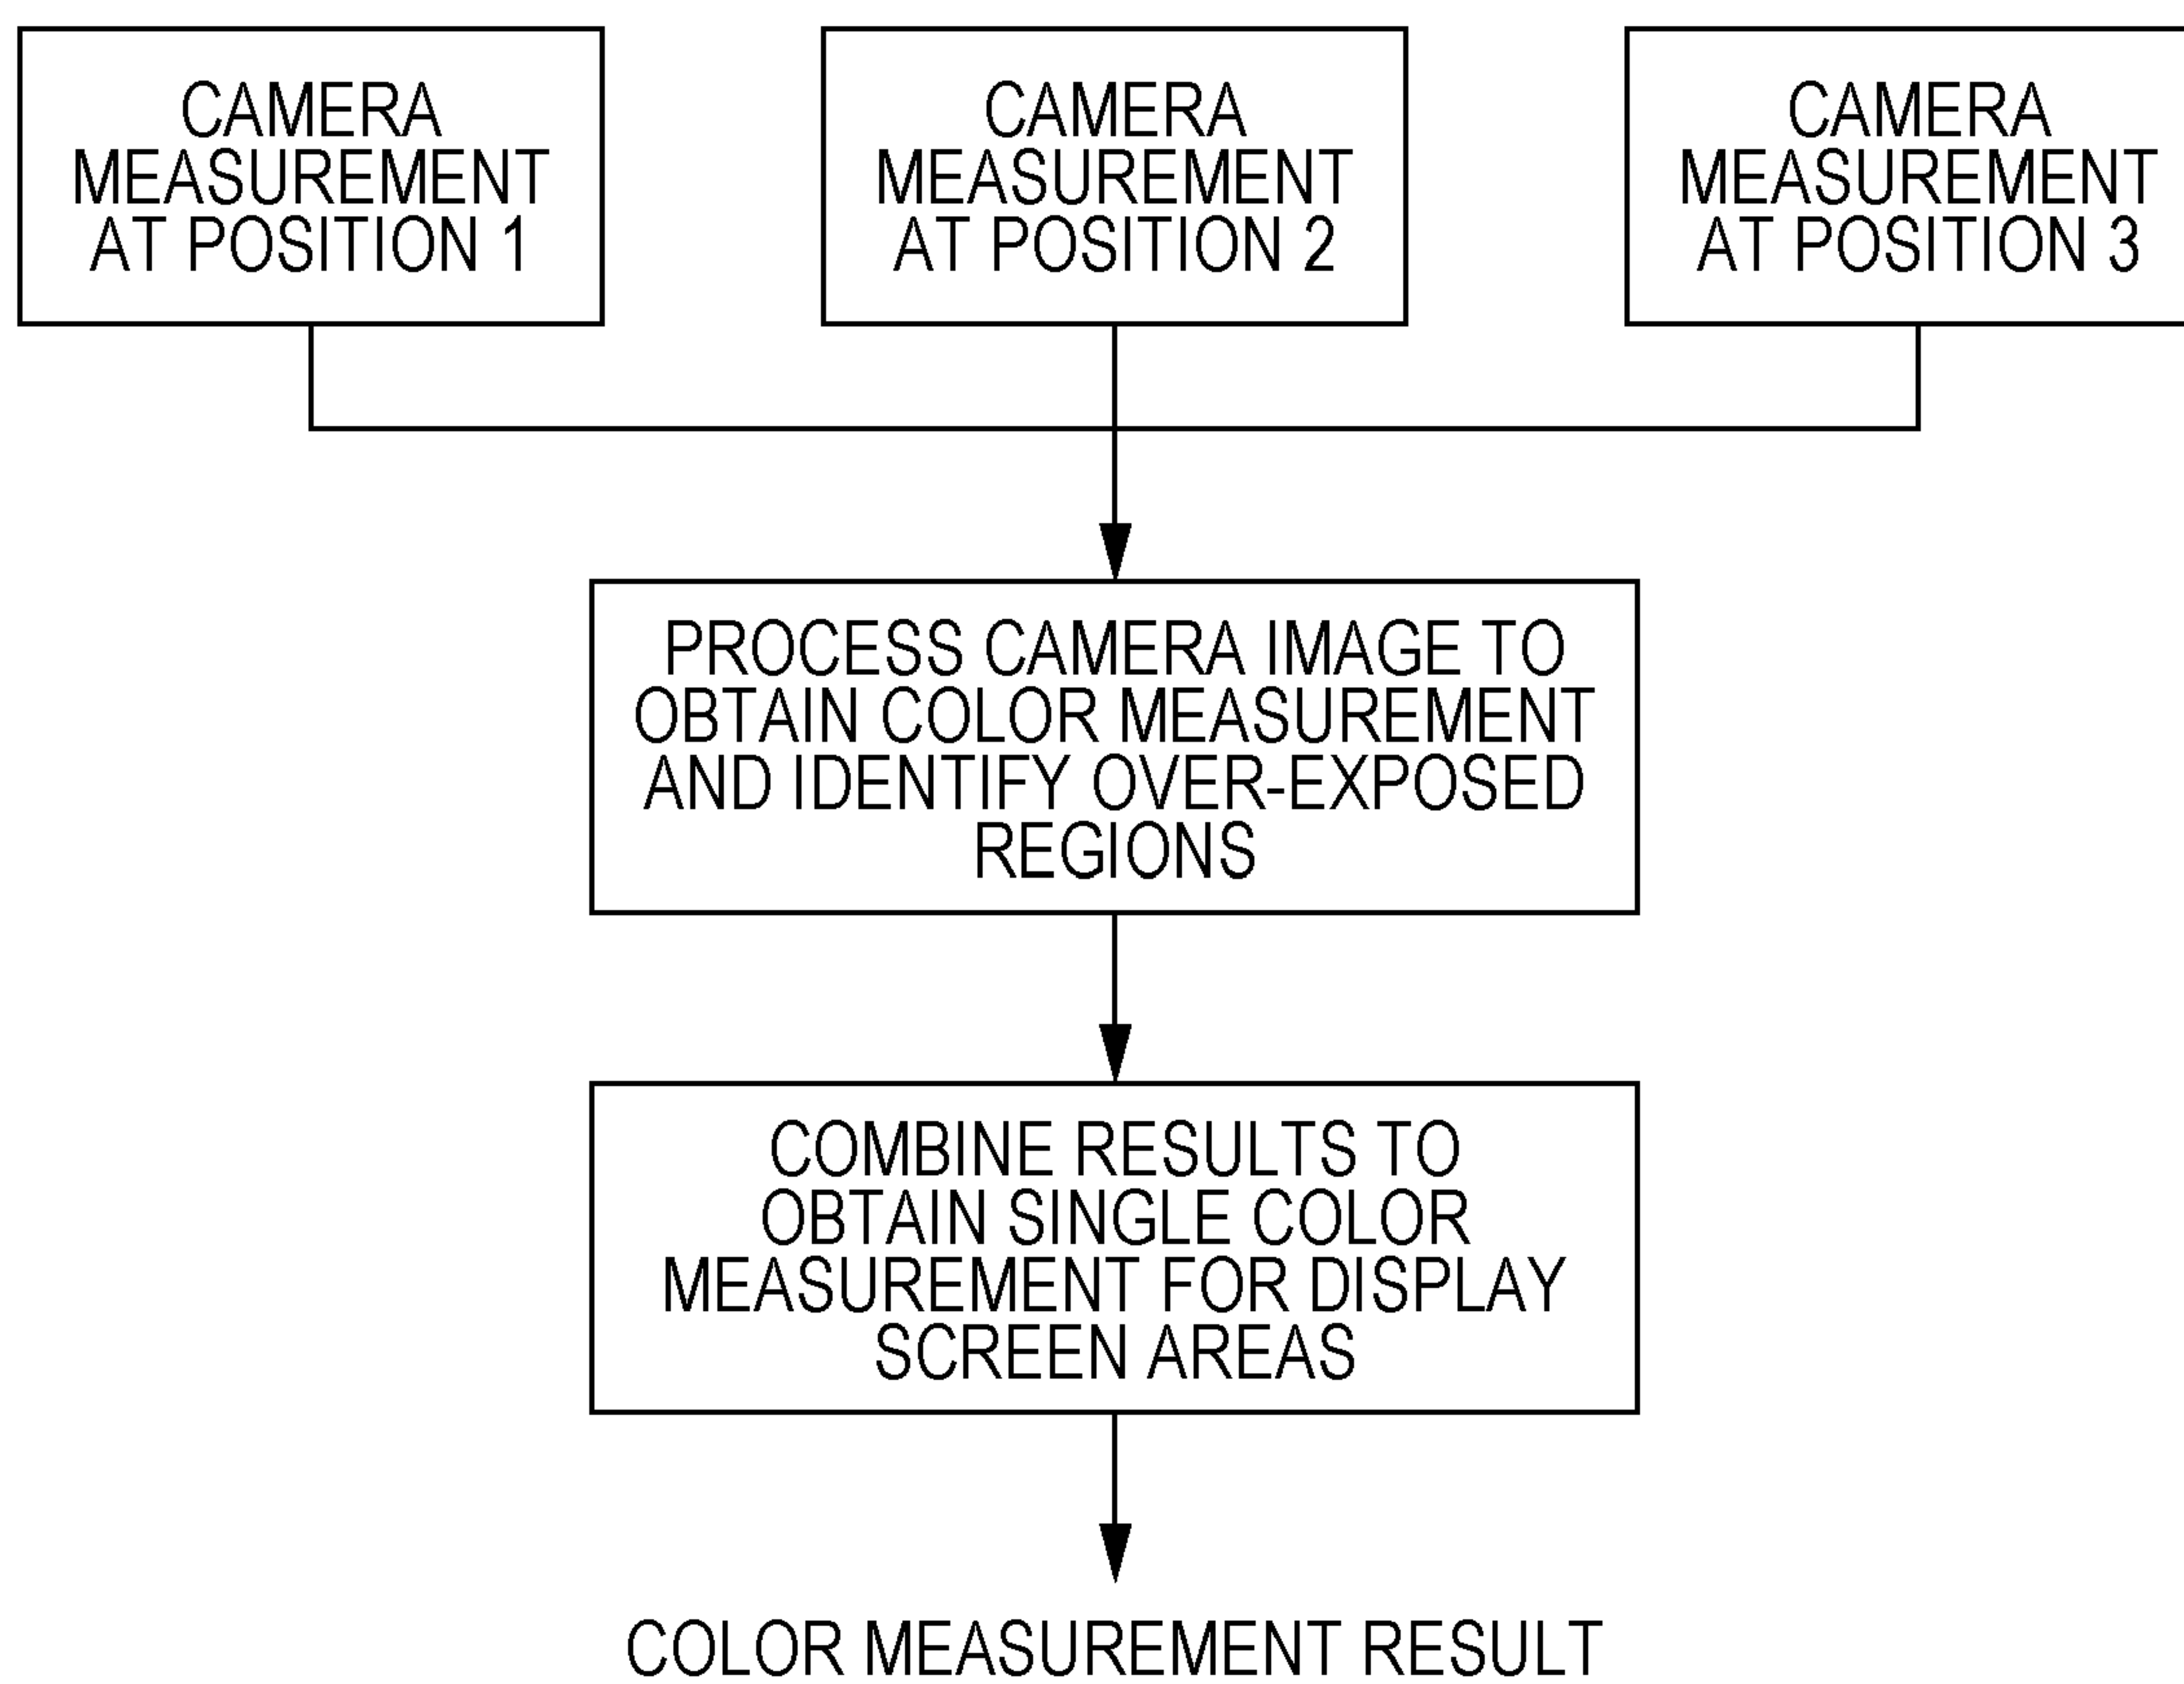 CAMERA
MEASUREMENT
AT POSITION 1
CAMERA
MEASUREMENT
AT POSITION 2
CAMERA
MEASUREMENT
AT POSITION 3
PROCESS CAMERA IMAGE TO
OBTAIN COLOR MEASUREMENT
AND IDENTIFY OVER-EXPOSED
REGIONS
COMBINE RESULTS TO
OBTAIN SINGLE COLOR
MEASUREMENT FOR DISPLAY
SCREEN AREAS
COLOR MEASUREMENT RESULT